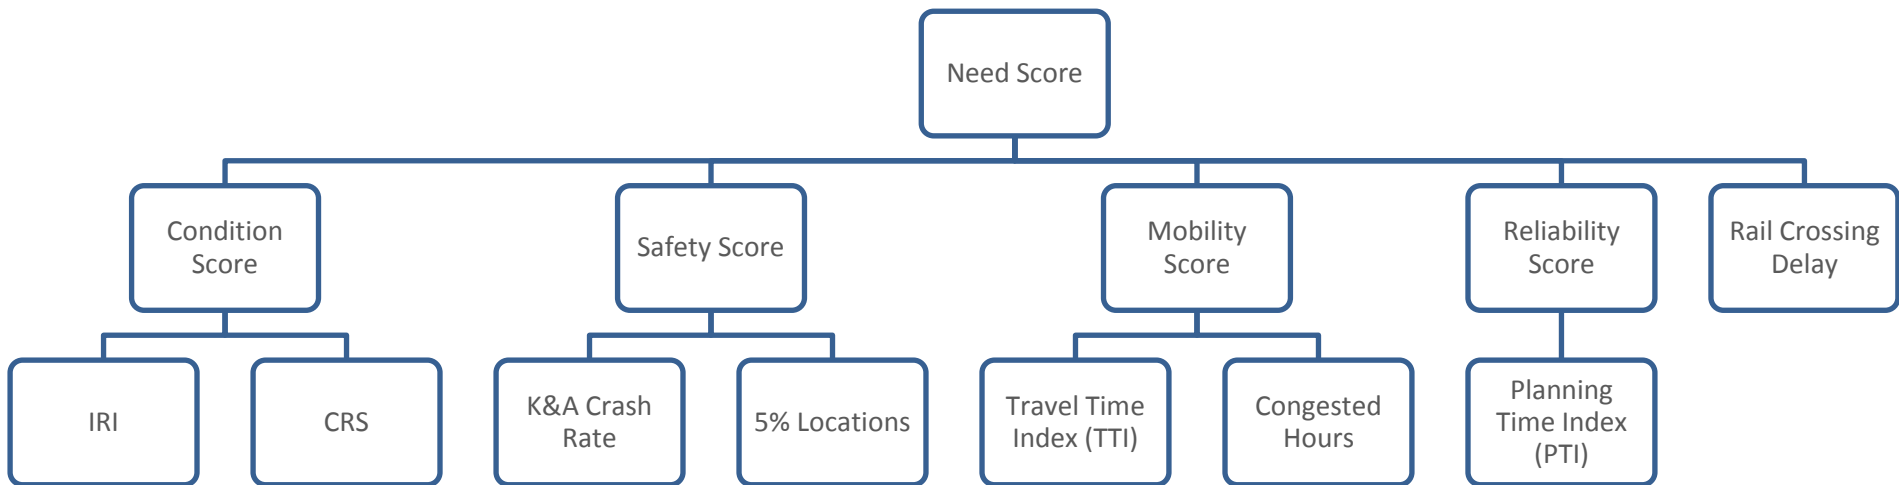 Need Score
Condition
Score
Safety Score
Mobility
Score
Reliability
Score
Rail Crossing
Delay
IRI
CRS
K&A Crash
Rate
5% Locations
Travel Time
Index (TTI)
Congested
Hours
Planning
Time Index
(PTI)